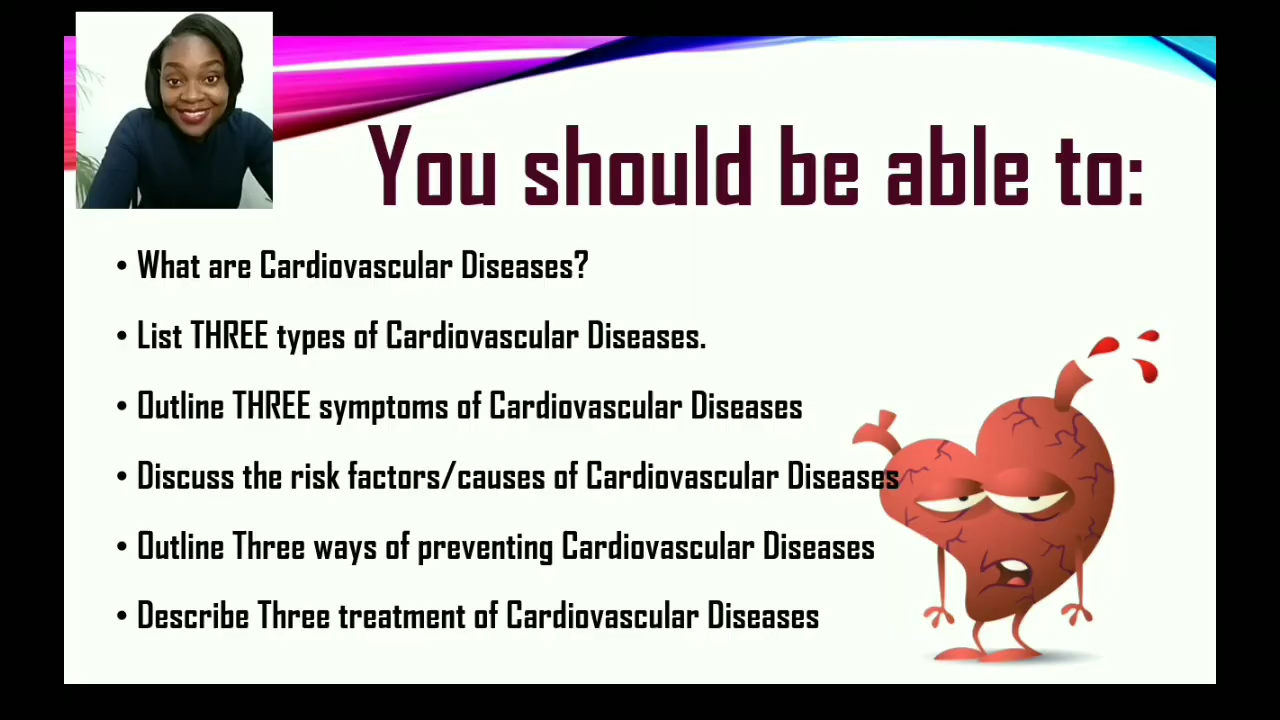 You should be able to:
• What are Cardiovascular Diseases?
• List THREE types of Cardiovascular Diseases.
• Outline THREE symptoms of Cardiovascular Diseases
• Discuss the risk factors/causes of Cardiovascular Diseases
• Outline Three ways of preventing Cardiovascular Diseases
• Describe Three treatment of Cardiovascular Diseases